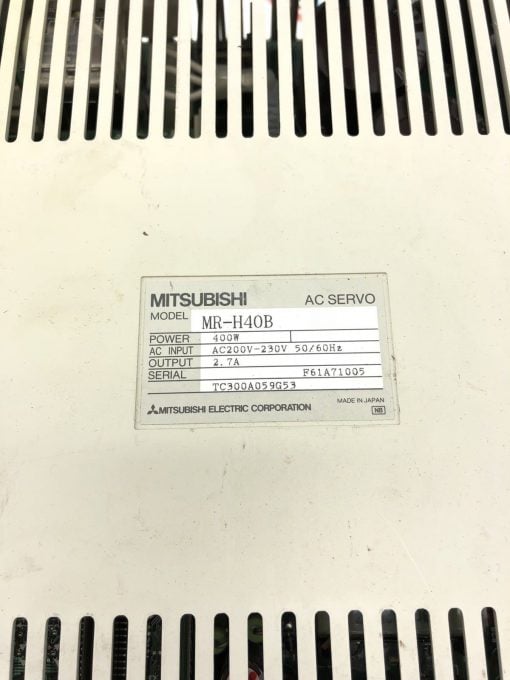 MITSUBISHI AC SERVO
MODEL MR-H40B
POWER 400W
AC INPUT AC200V-230V 50/60Hz
OUTPUT 2.7A
SERIAL F61A71005
TC300A059G53
MITSUBISHI ELECTRIC CORPORATION MADE IN JAPAN
NB